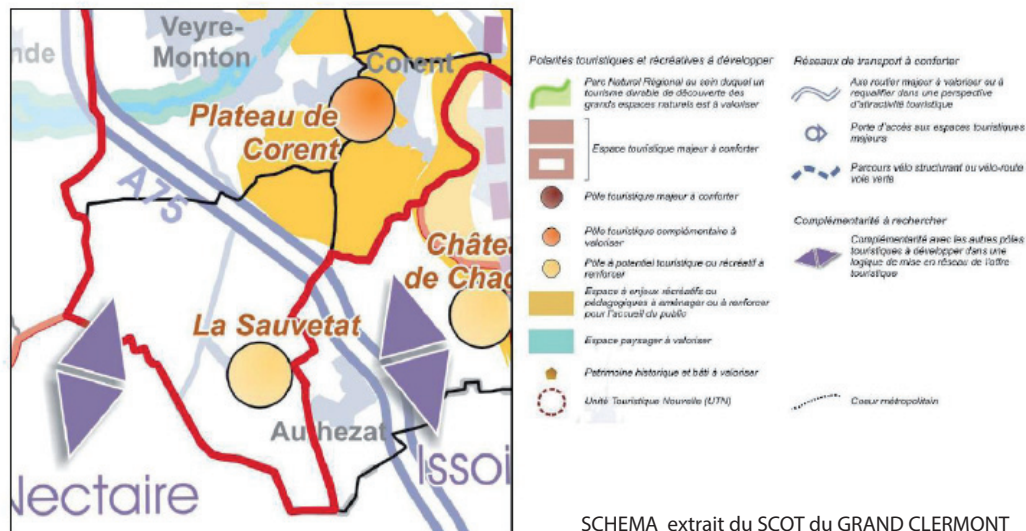 Veyre-
Monton
nde
Corent
Plateau de
Corent
A75
Châte
de Chad
La Sauvetat
Authezat
Issoi
Nectaire
Polarités touristiques et récréatives à développer
Parc Naturel Régional au sein duquel un
tourisme durable de découverte des
grands espaces naturels est à valoriser
Espace touristique majeur à conforter
Pôle touristique majeur à conforter
Pôle touristique complémentaire à
valoriser
Pôle à potentiel touristique ou récréatif à
renforcer
Espace à enjeux récréatifs ou
pédagogiques à aménager ou à renforcer
pour l'accueil du public
Espace paysager à valoriser
Patrimoine historique et bâti à valoriser
Unité Touristique Nouvelle (UTN)
Réseaux de transport à conforter
Axe routier majeur à valoriser ou à
requalifier dans une perspective
d'attractivité touristique
Porte d'accès aux espaces touristiques
majeurs
Parcours vélo structurant ou vélo-route
voie verte
Complémentarité à rechercher
Complémentarité avec les autres pôles
touristiques à développer dans une
logique de mise en réseau de l'offre
touristique
Coeur métropolitain
SCHEMA extrait du SCOT du GRAND CLERMONT